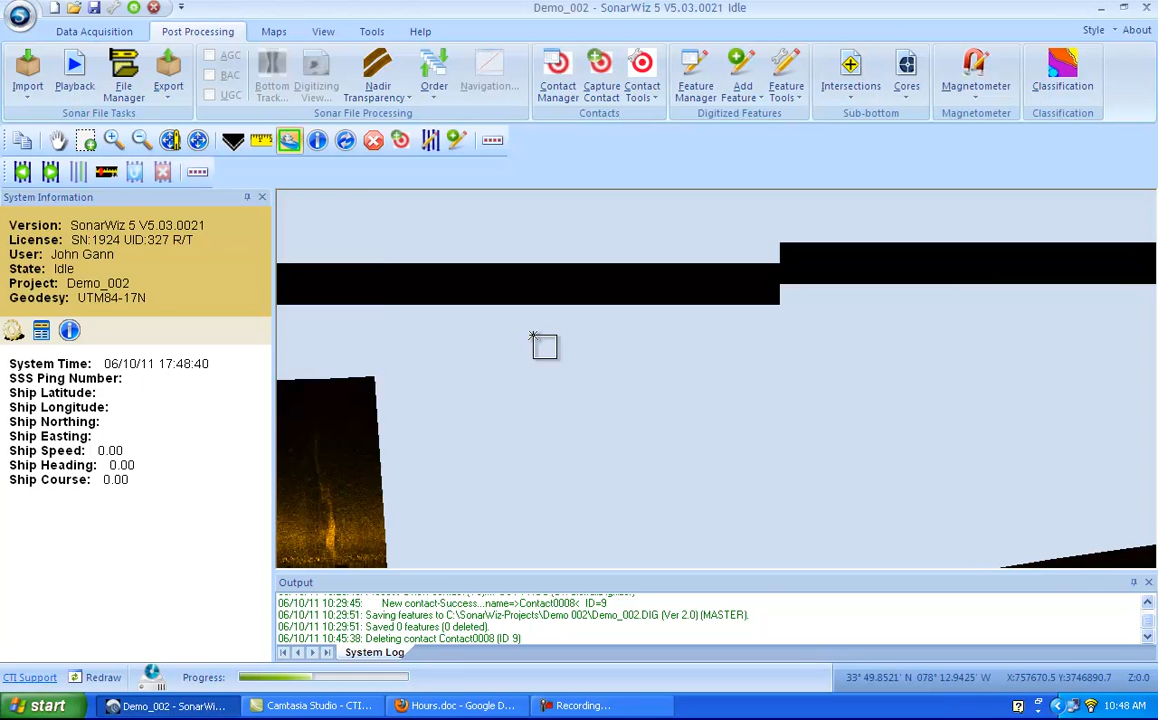 Demo_002 - SonarWiz 5 V5.03.0021 Idle
Data Acquisition Post Processing Maps View Tools Help Style About
Import Playback File Manager Export
AGC
BAC
UGC
Bottom Track... Digitizing View... Nadir Transparency Order Navigation...
Contact Manager Capture Contact Contact Tools
Feature Manager Add Feature Feature Tools
Intersections Cores Magnetometer Classification
Sonar File Tasks Sonar File Processing Contacts Digitized Features Sub-bottom Magnetometer Classification
System Information
Version: SonarWiz 5 V5.03.0021
License: SN:1924 UID:327 R/T
User: John Gann
State: Idle
Project: Demo_002
Geodesy: UTM84-17N
System Time: 06/10/11 17:48:40
SSS Ping Number:
Ship Latitude:
Ship Longitude:
Ship Northing:
Ship Easting:
Ship Speed: 0.00
Ship Heading: 0.00
Ship Course: 0.00
Output
06/10/11 10:29:45: New contact-Success...name=>Contact0008< ID=9
06/10/11 10:29:51: Saving features to C:\SonarWiz-Projects\Demo 002\Demo_002.DIG (Ver 2.0) (MASTER).
06/10/11 10:29:51: Saved 0 features (0 deleted).
06/10/11 10:45:38: Deleting contact Contact0008 (ID 9)
System Log
CTI Support Redraw Progress: 33° 49.8521' N 078° 12.9425' W X:757670.5 Y:3746890.7 Z:0.0
start Demo_002 - SonarWi... Camtasia Studio - CTI... Hours.doc - Google D... Recording... 10:48 AM